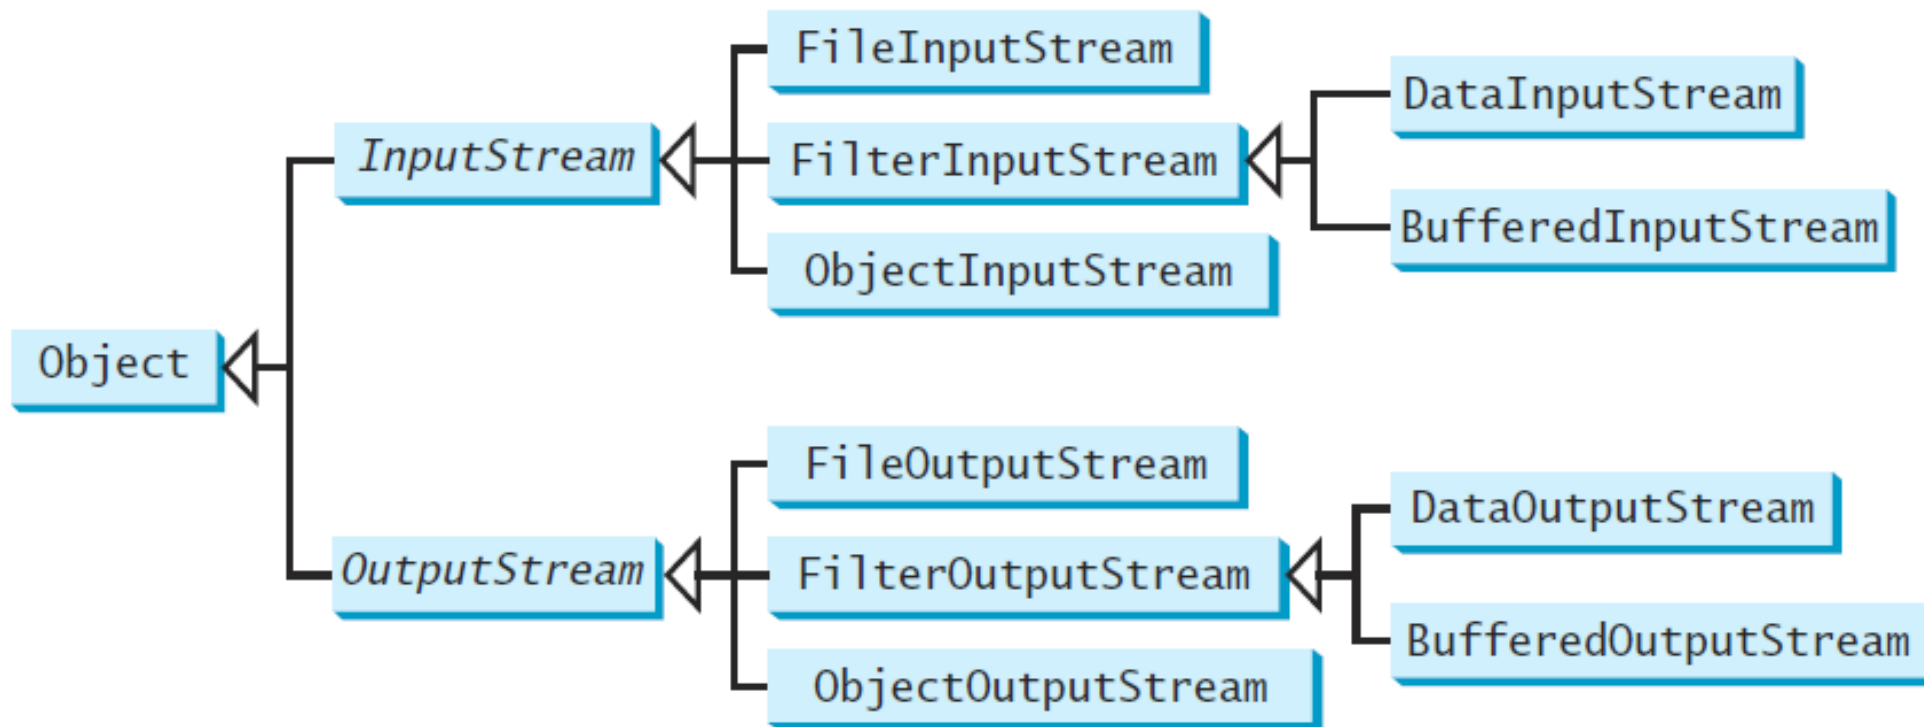 FileInputStream
DataInputStream
InputStream
FilterInputStream
BufferedInputStream
ObjectInputStream
Object
FileOutputStream
DataOutputStream
OutputStream
FilterOutputStream
BufferedOutputStream
ObjectOutputStream